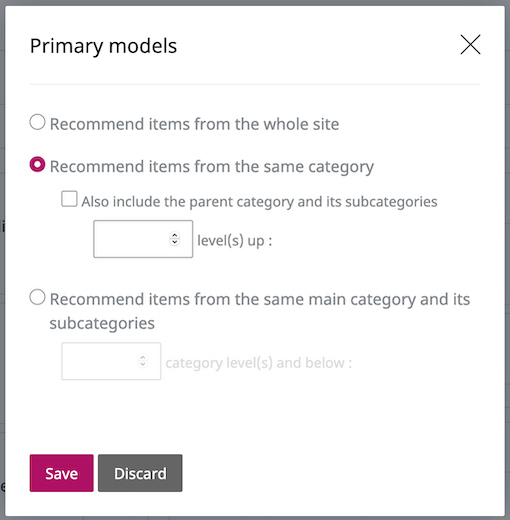 Primary models
Recommend items from the whole site
Recommend items from the same category
Also include the parent category and its subcategories
level(s) up :
Recommend items from the same main category and its
subcategories
category level(s) and below :
Save Discard